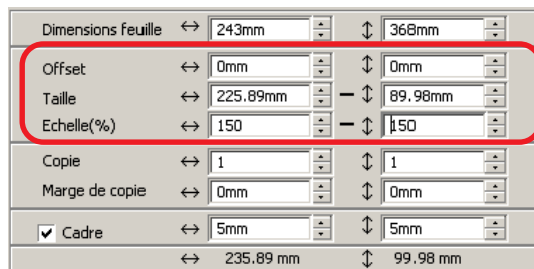 Dimensions feuille 243mm 368mm
Offset 0mm 0mm
Taille 225.89mm 89.98mm
Echelle(%) 150 150
Copie 1 1
Marge de copie 0mm 0mm
Cadre 5mm 5mm
235.89 mm 99.98 mm